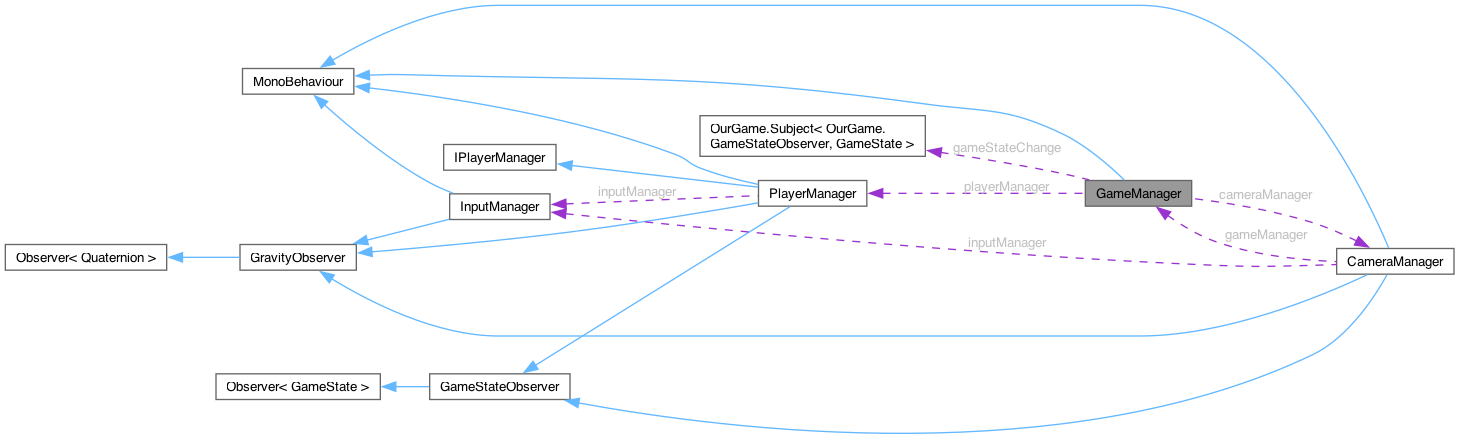 MonoBehaviour
OurGame.Subject< OurGame.
GameStateObserver, GameState >
gameStateChange
IPlayerManager
inputManager
PlayerManager
playerManager
GameManager
cameraManager
InputManager
gameManager
inputManager
Observer< Quaternion >
GravityObserver
CameraManager
Observer< GameState >
GameStateObserver